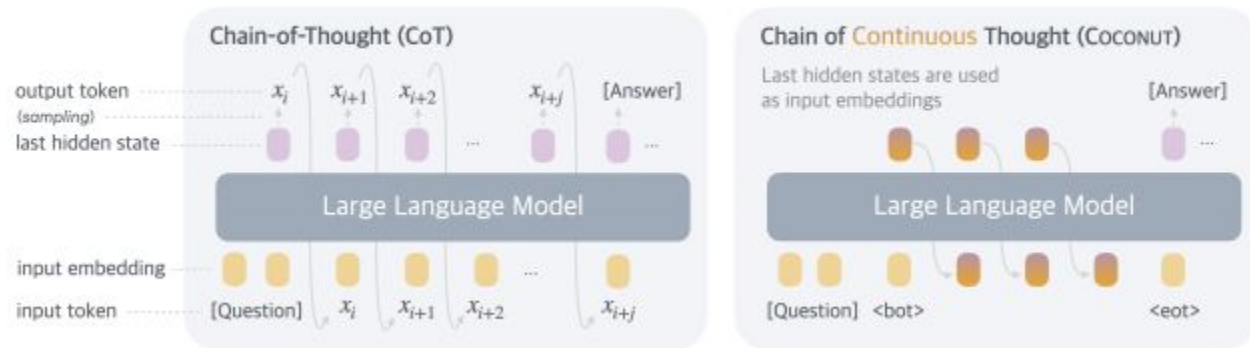 Chain-of-Thought (CoT)
output token
(sampling)
last hidden state
input embedding
input token
x_i x_{i+1} x_{i+2} x_{i+j} [Answer]
... ...
Large Language Model
...
[Question] x_i x_{i+1} x_{i+2} x_{i+j}
Chain of Continuous Thought (COCONUT)
Last hidden states are used
as input embeddings
[Answer]
...
Large Language Model
[Question] <bot> <eot>